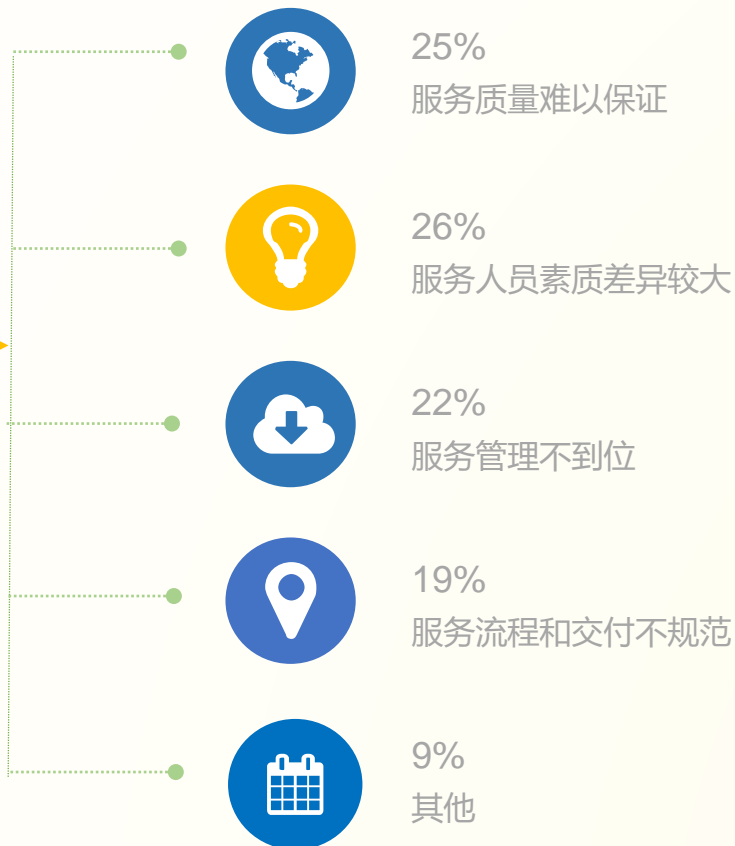 25%
服务质量难以保证
26%
服务人员素质差异较大
22%
服务管理不到位
19%
服务流程和交付不规范
9%
其他